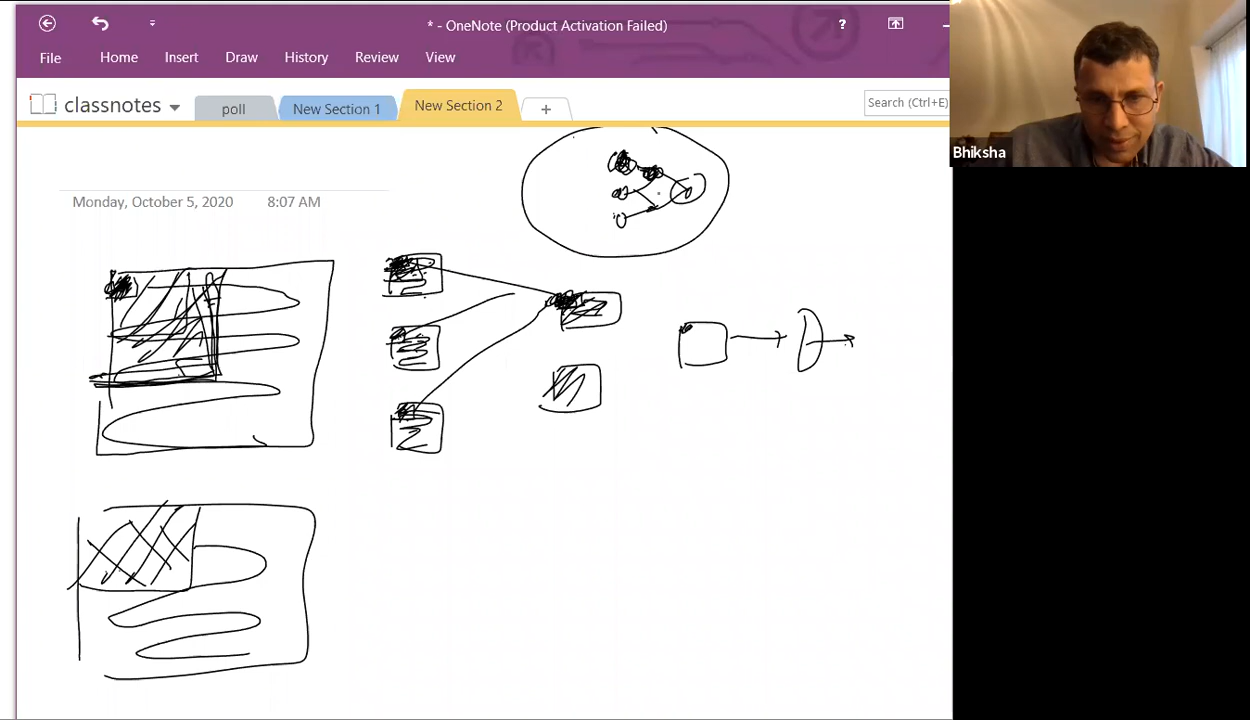 * - OneNote (Product Activation Failed)
?
File Home Insert Draw History Review View
classnotes
poll
New Section 1
New Section 2
+
Search (Ctrl+E)
Bhiksha
Monday, October 5, 2020 8:07 AM